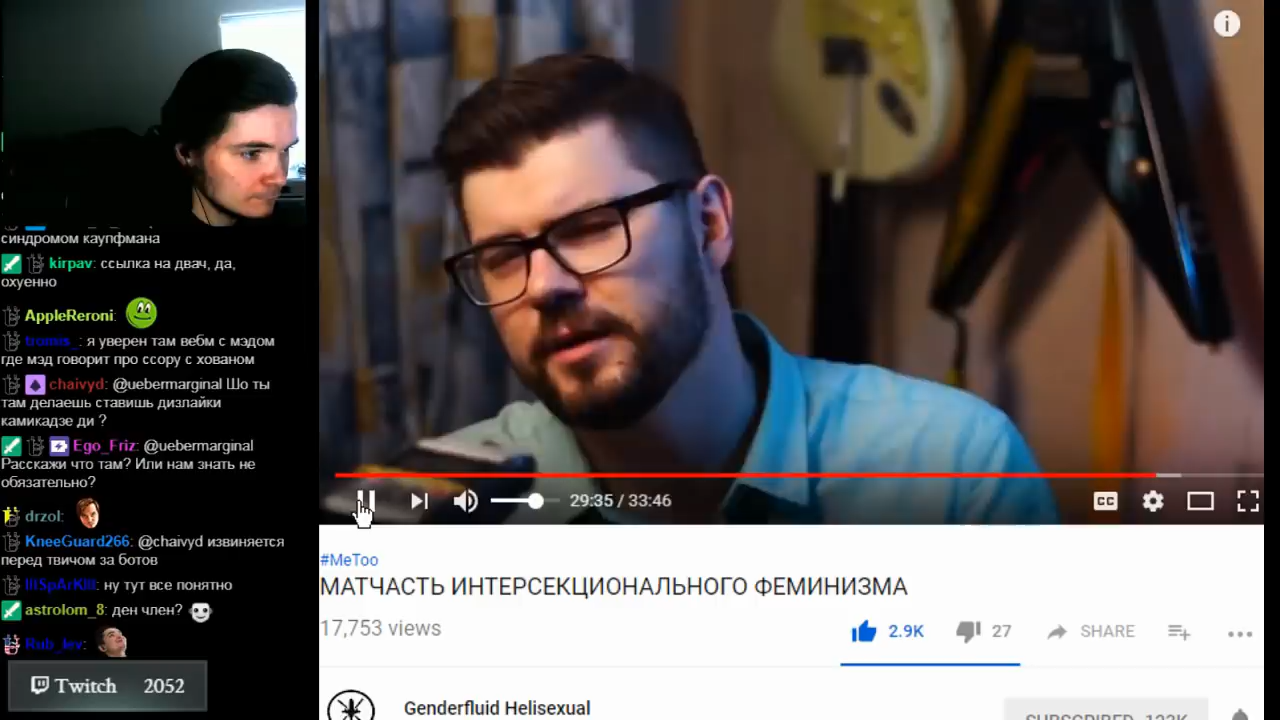 синдромом каупфмана
kirpav: ссылка на двач, да,
охуенно
AppleReroni:
: я уверен там вебм с мэдом
где мэд говорит про ссору с хованом
chaivyd: @uebermarginal Шо ты
там делаешь ставишь дизлайки
камикадзе ди ?
Ego_Friz: @uebermarginal
Расскажи что там? Или нам знать не
обязательно?
drzol:
KneeGuard266: @chaivyd извиняется
перед твичом за ботов
: ну тут все понятно
astrolom_8: ден член?
Rub_lev:
Twitch 2052
29:35 / 33:46
CC
#MeToo
МАТЧАСТЬ ИНТЕРСЕКЦИОНАЛЬНОГО ФЕМИНИЗМА
17,753 views
2.9K 27 SHARE
Genderfluid Helisexual
SUBSCRIBED